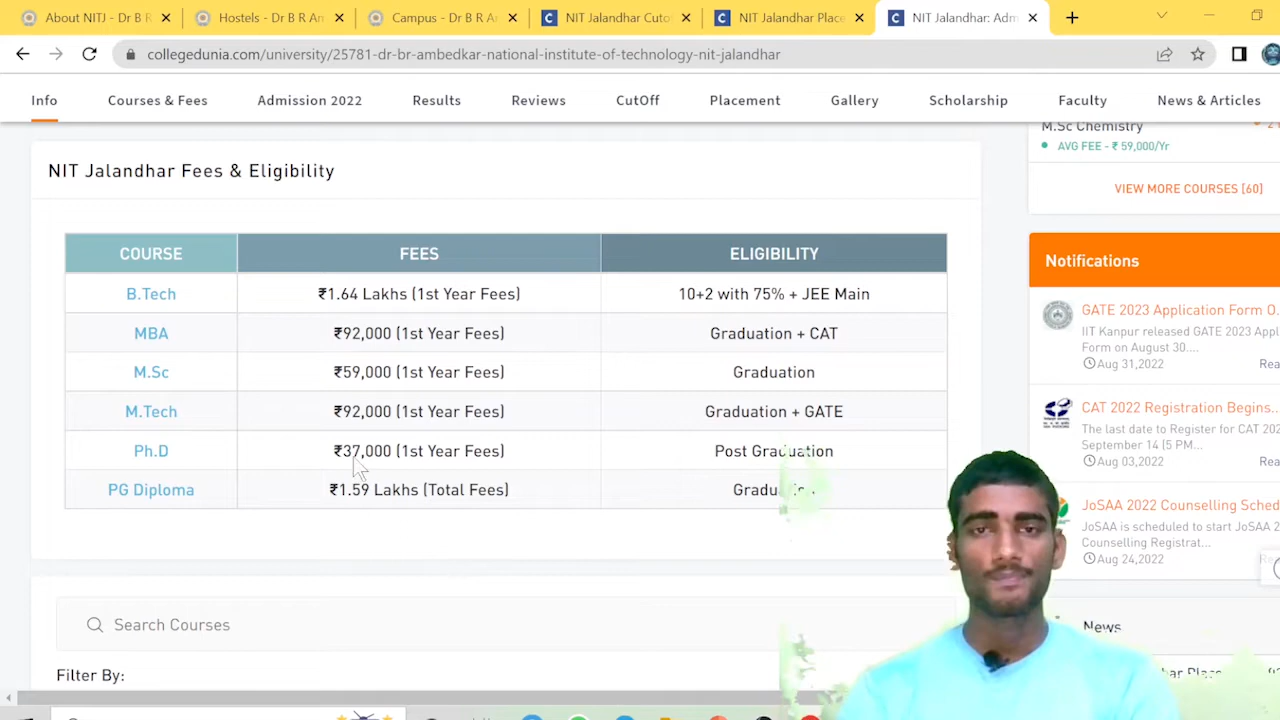 About NITJ - Dr B R
Hostels - Dr B R Am
Campus - Dr B R A
NIT Jalandhar Cuto
NIT Jalandhar Place
NIT Jalandhar: Adm
collegedunia.com/university/25781-dr-br-ambedkar-national-institute-of-technology-nit-jalandhar
Info Courses & Fees Admission 2022 Results Reviews CutOff Placement Gallery Scholarship Faculty News & Articles
M.Sc Chemistry
AVG FEE - ₹ 59,000/Yr
VIEW MORE COURSES [60]
NIT Jalandhar Fees & Eligibility
COURSE FEES ELIGIBILITY
B.Tech ₹1.64 Lakhs (1st Year Fees) 10+2 with 75% + JEE Main
MBA ₹92,000 (1st Year Fees) Graduation + CAT
M.Sc ₹59,000 (1st Year Fees) Graduation
M.Tech ₹92,000 (1st Year Fees) Graduation + GATE
Ph.D ₹37,000 (1st Year Fees) Post Graduation
PG Diploma ₹1.59 Lakhs (Total Fees) Graduation
Notifications
GATE 2023 Application Form O..
IIT Kanpur released GATE 2023 Appl
Form on August 30....
Aug 31,2022 Rea
CAT 2022 Registration Begins..
The last date to Register for CAT 202
September 14 (5 PM...
Aug 03,2022 Rea
JoSAA 2022 Counselling Sched
JoSAA is scheduled to start JoSAA 2
Counselling Registrat...
Aug 24,2022
Search Courses
Filter By:
News